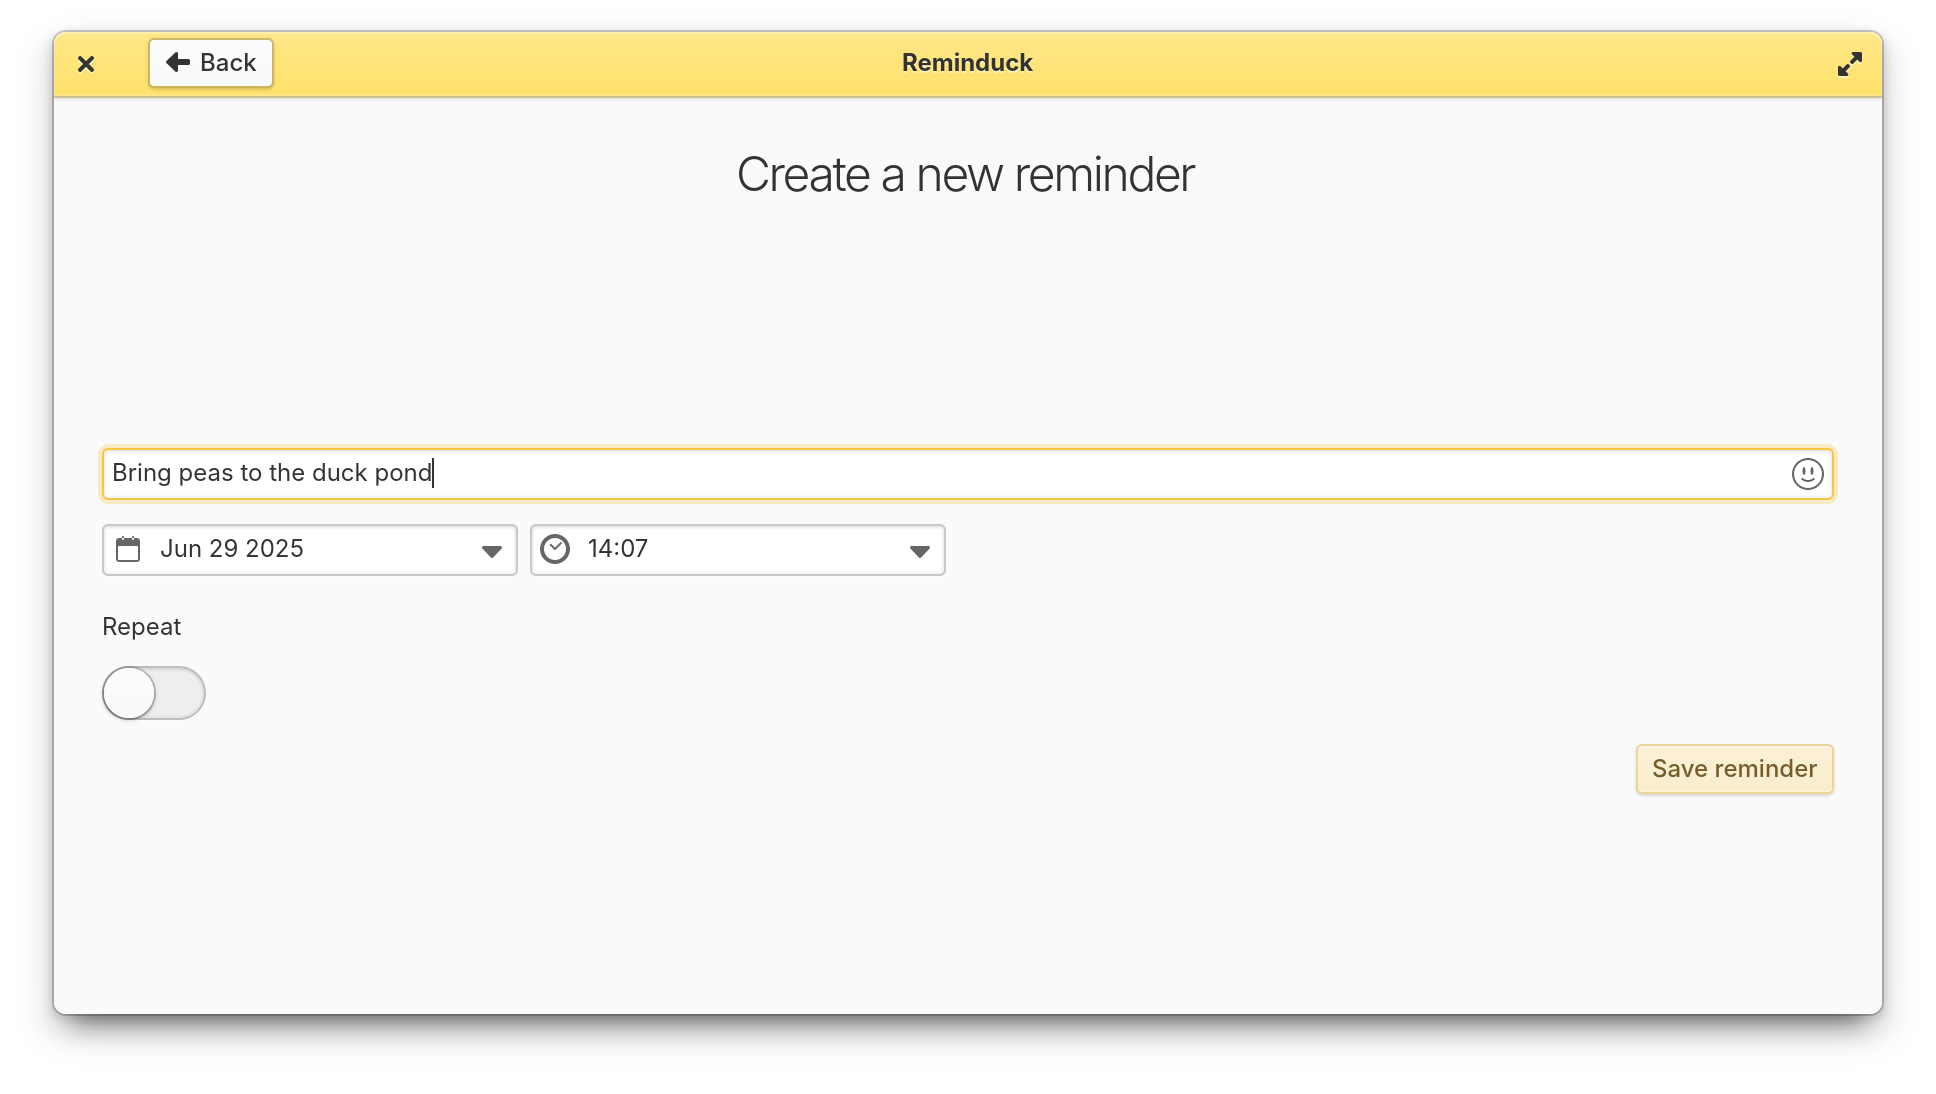 Back
Reminduck
Create a new reminder
Bring peas to the duck pond
Jun 29 2025
14:07
Repeat
Save reminder